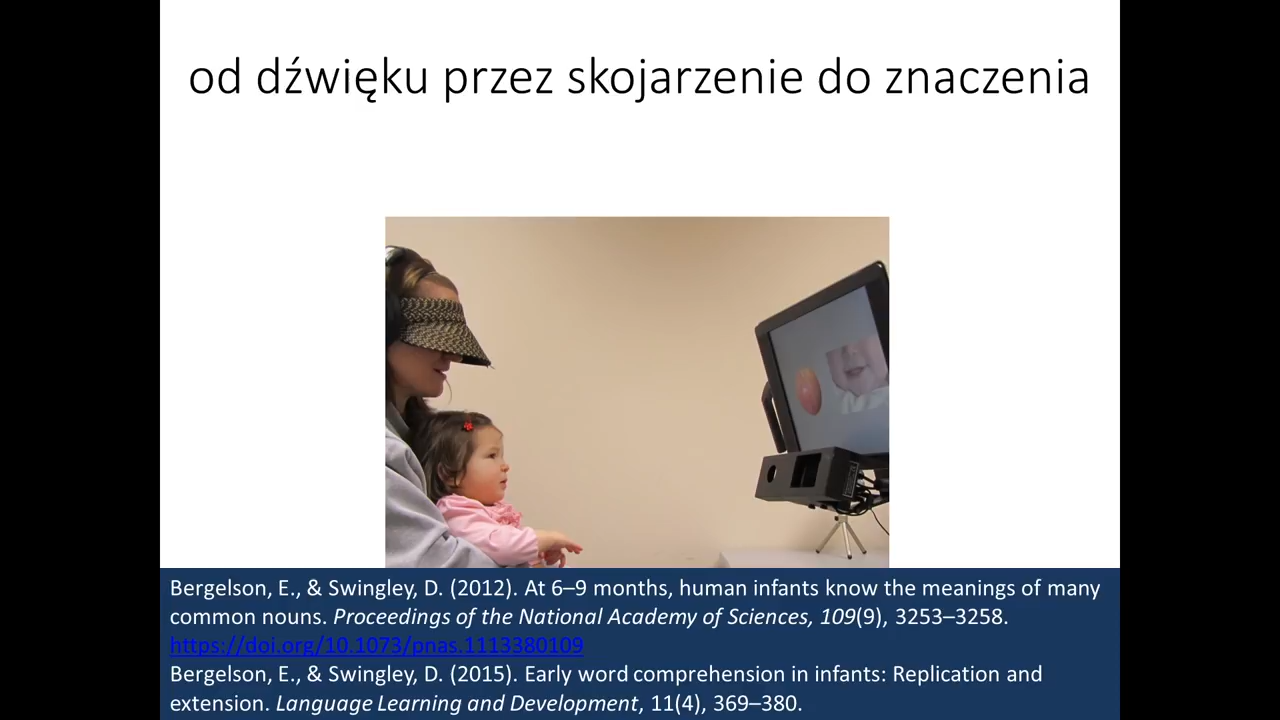 od dźwięku przez skojarzenie do znaczenia
Bergelson, E., & Swingley, D. (2012). At 6–9 months, human infants know the meanings of many
common nouns. Proceedings of the National Academy of Sciences, 109(9), 3253–3258.
https://doi.org/10.1073/pnas.1113380109
Bergelson, E., & Swingley, D. (2015). Early word comprehension in infants: Replication and
extension. Language Learning and Development, 11(4), 369–380.